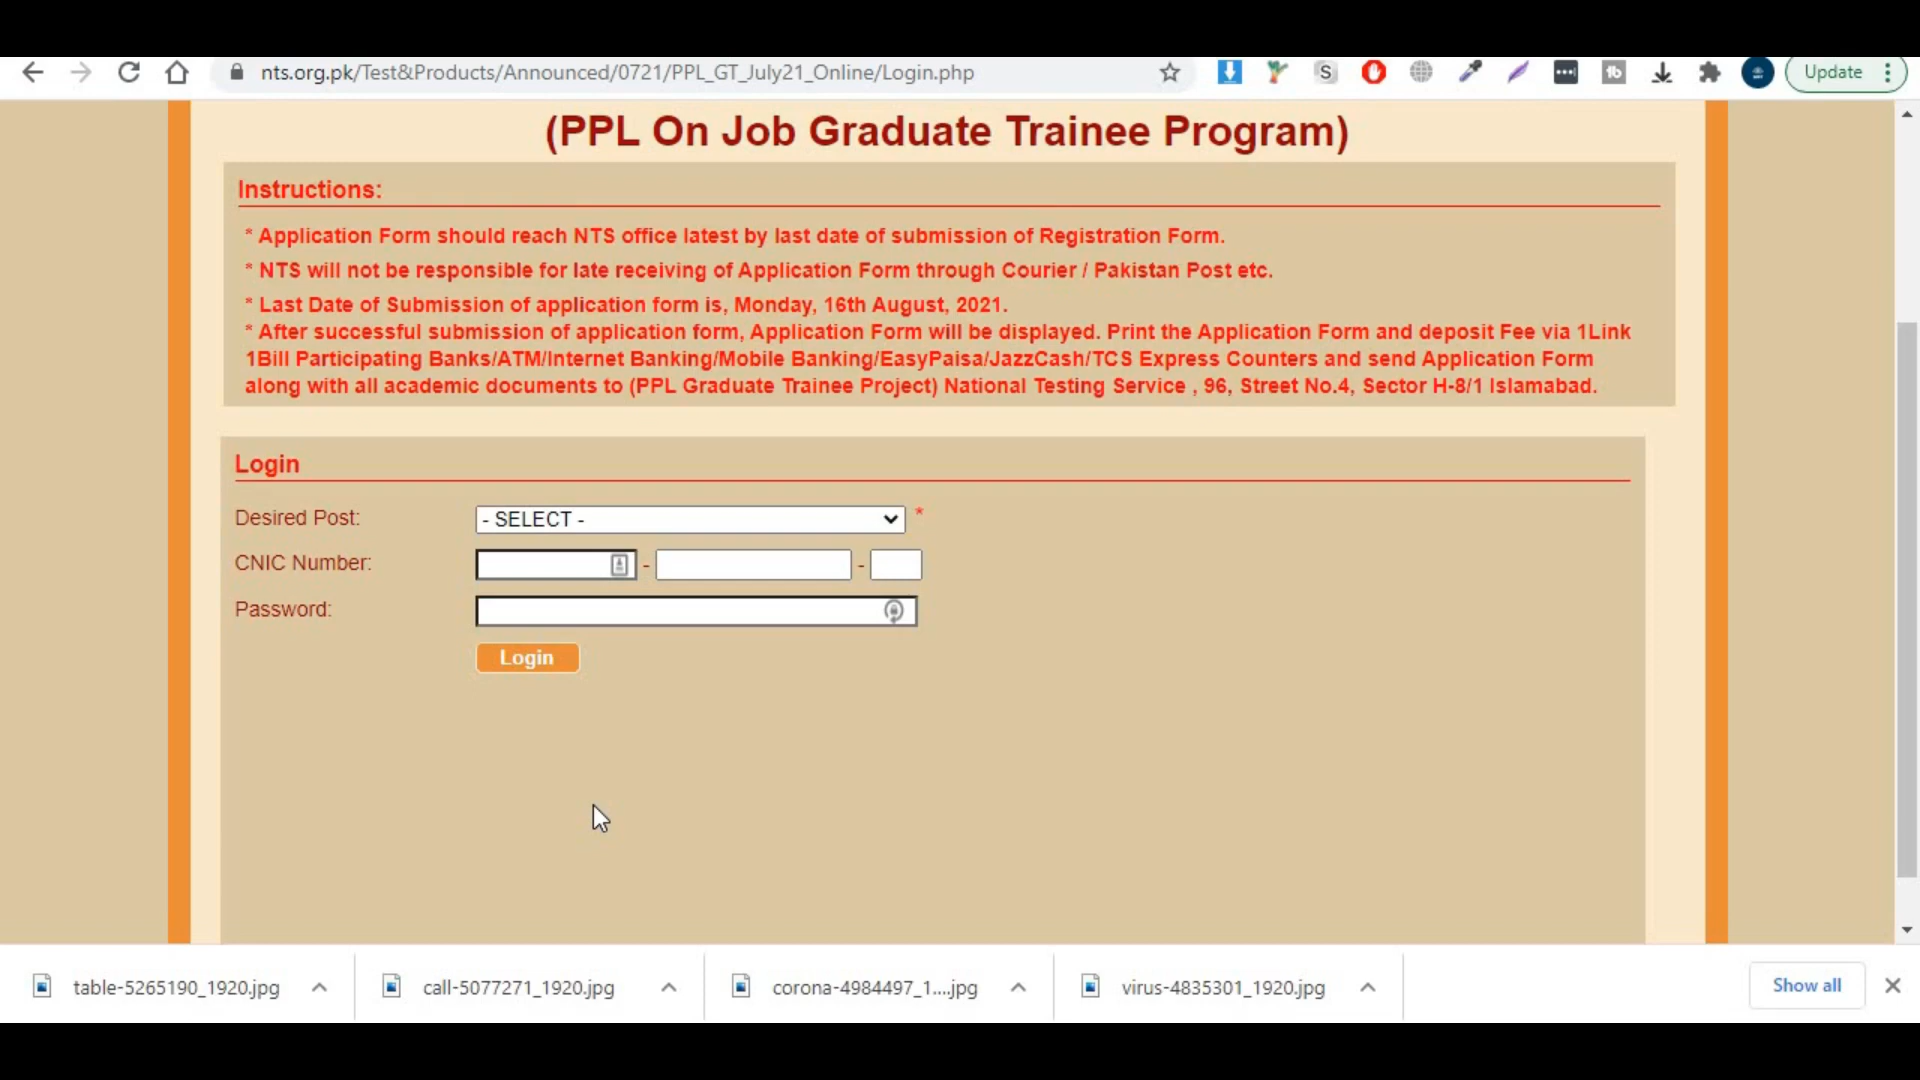 nts.org.pk/Test&Products/Announced/0721/PPL_GT_July21_Online/Login.php
S
Update
(PPL On Job Graduate Trainee Program)
Instructions:
* Application Form should reach NTS office latest by last date of submission of Registration Form.
* NTS will not be responsible for late receiving of Application Form through Courier / Pakistan Post etc.
* Last Date of Submission of application form is, Monday, 16th August, 2021.
* After successful submission of application form, Application Form will be displayed. Print the Application Form and deposit Fee via 1Link
1Bill Participating Banks/ATM/Internet Banking/Mobile Banking/EasyPaisa/JazzCash/TCS Express Counters and send Application Form
along with all academic documents to (PPL Graduate Trainee Project) National Testing Service , 96, Street No.4, Sector H-8/1 Islamabad.
Login
Desired Post: - SELECT - *
CNIC Number: - -
Password:
Login
table-5265190_1920.jpg
call-5077271_1920.jpg
corona-4984497_1....jpg
virus-4835301_1920.jpg
Show all